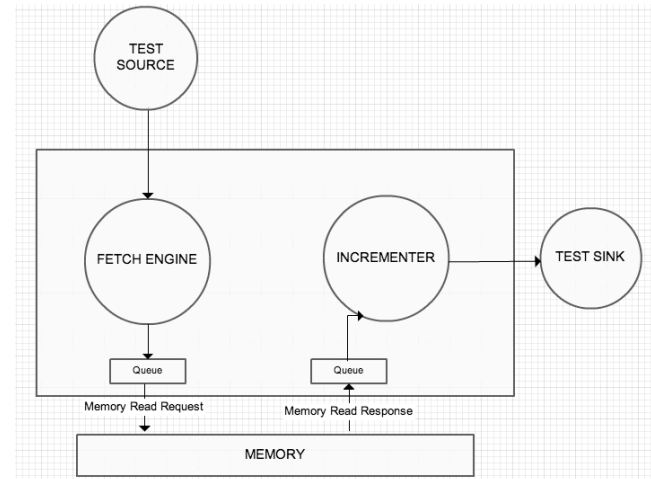 TEST
SOURCE
FETCH ENGINE
INCREMENTER
TEST SINK
Queue
Queue
Memory Read Request
Memory Read Response
MEMORY